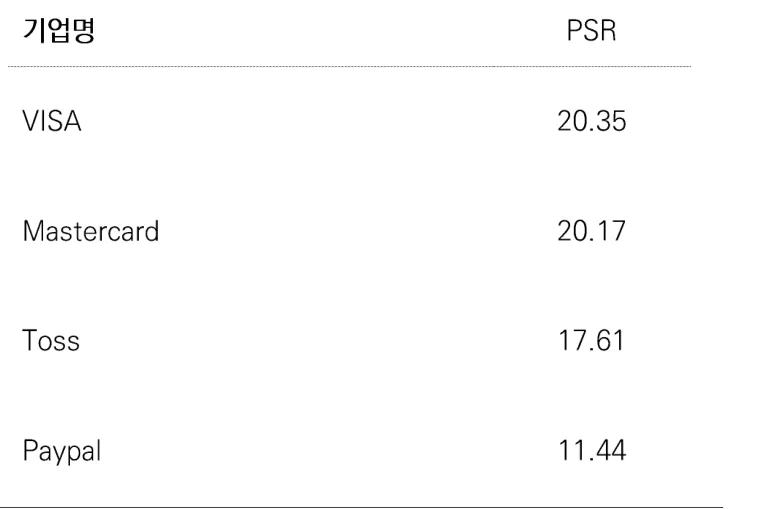 기업명 PSR
VISA 20.35
Mastercard 20.17
Toss 17.61
Paypal 11.44